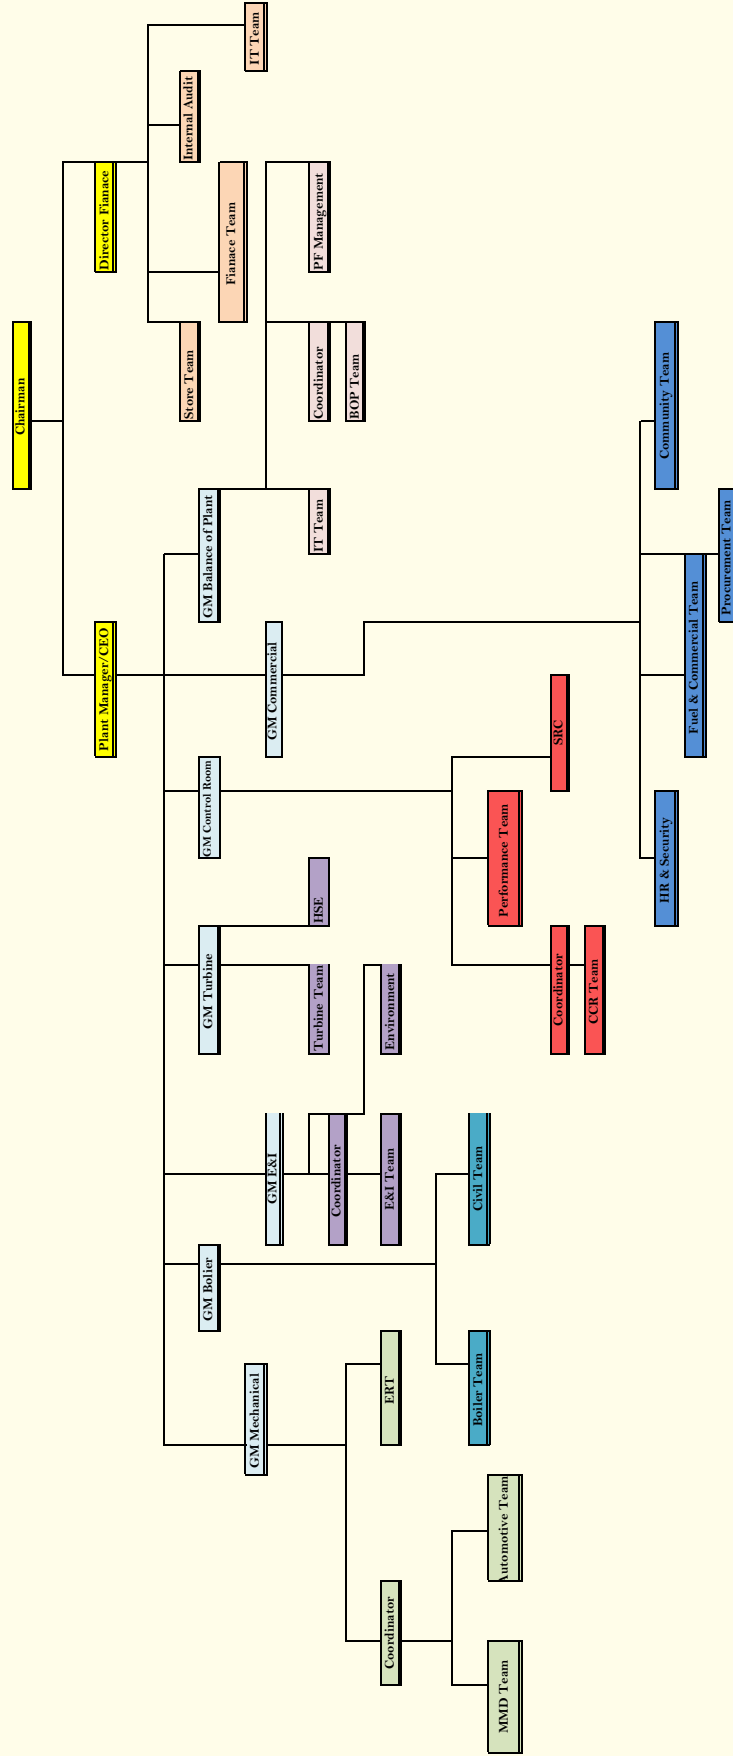 Chairman
Plant Manager/CEO
Director Fianace
GM Mechanical
GM Bolier
GM E&I
GM Turbine
GM Control Room
GM Commercial
GM Balance of Plant
Store Team
Fianace Team
Internal Audit
IT Team
IT Team
Coordinator
BOP Team
PF Management
Coordinator
ERT
MMD Team
Automotive Team
Boiler Team
Civil Team
Coordinator
E&I Team
Environment
Turbine Team
HSE
Coordinator
CCR Team
Performance Team
SRC
HR & Security
Fuel & Commercial Team
Procurement Team
Community Team